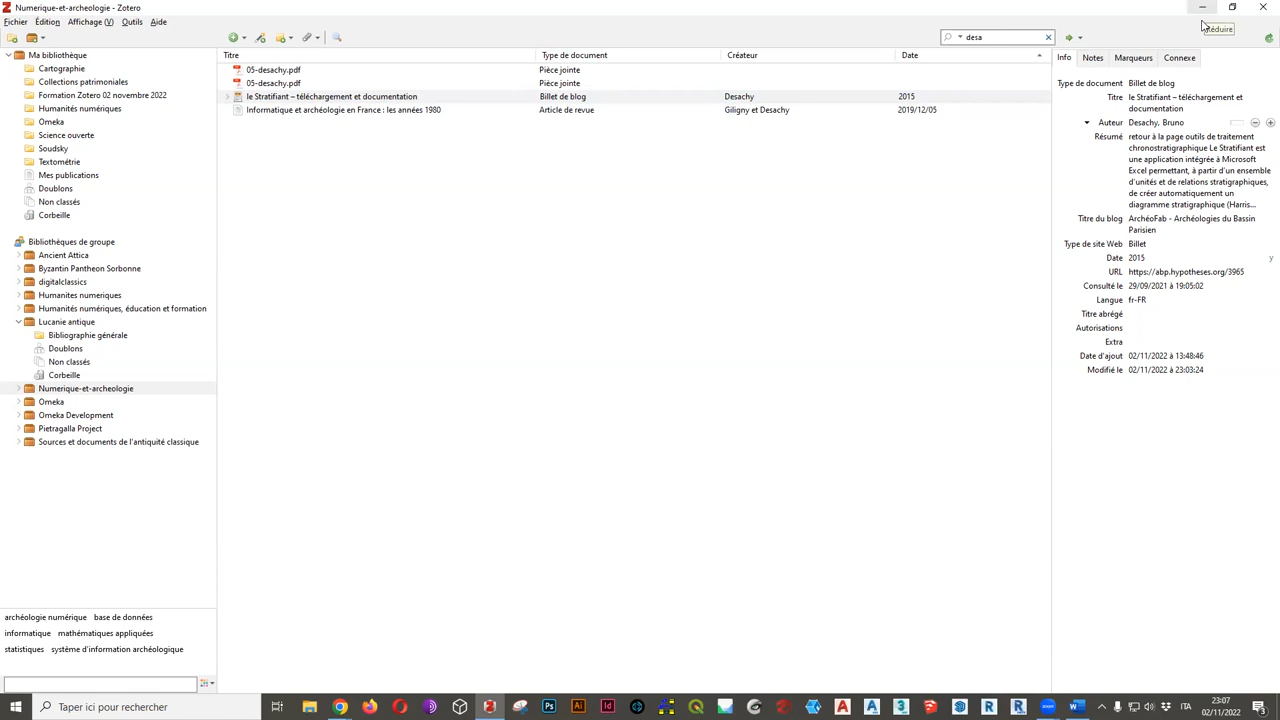 Numerique-et-archeologie - Zotero
Fichier Édition Affichage (V) Outils Aide
desa
Réduire
Ma bibliothèque
Cartographie
Collections patrimoniales
Formation Zotero 02 novembre 2022
Humanités numériques
Omeka
Science ouverte
Soudsky
Textométrie
Mes publications
Doublons
Non classés
Corbeille
Bibliothèques de groupe
Ancient Attica
Byzantin Pantheon Sorbonne
digitalclassics
Humanites numeriques
Humanités numériques, éducation et formation
Lucanie antique
Bibliographie générale
Doublons
Non classés
Corbeille
Numerique-et-archeologie
Omeka
Omeka Development
Pietragalla Project
Sources et documents de l'antiquité classique
archéologie numérique base de données
informatique mathématiques appliquées
statistiques système d'information archéologique
Titre Type de document Créateur Date
05-desachy.pdf Pièce jointe
05-desachy.pdf Pièce jointe
le Stratifiant – téléchargement et documentation Billet de blog Desachy 2015
Informatique et archéologie en France : les années 1980 Article de revue Giligny et Desachy 2019/12/05
Info Notes Marqueurs Connexe
Type de document Billet de blog
Titre le Stratifiant – téléchargement et
documentation
Auteur Desachy, Bruno
Résumé retour à la page outils de traitement
chronostratigraphique Le Stratifiant est
une application intégrée à Microsoft
Excel permettant, à partir d'un ensemble
d'unités et de relations stratigraphiques,
de créer automatiquement un
diagramme stratigraphique (Harris...
Titre du blog ArchéoFab - Archéologies du Bassin
Parisien
Type de site Web Billet
Date 2015 y
URL https://abp.hypotheses.org/3965
Consulté le 29/09/2021 à 19:05:02
Langue fr-FR
Titre abrégé
Autorisations
Extra
Date d'ajout 02/11/2022 à 13:48:46
Modifié le 02/11/2022 à 23:03:24
Taper ici pour rechercher
Ps Ai Id
ITA
23:07
02/11/2022